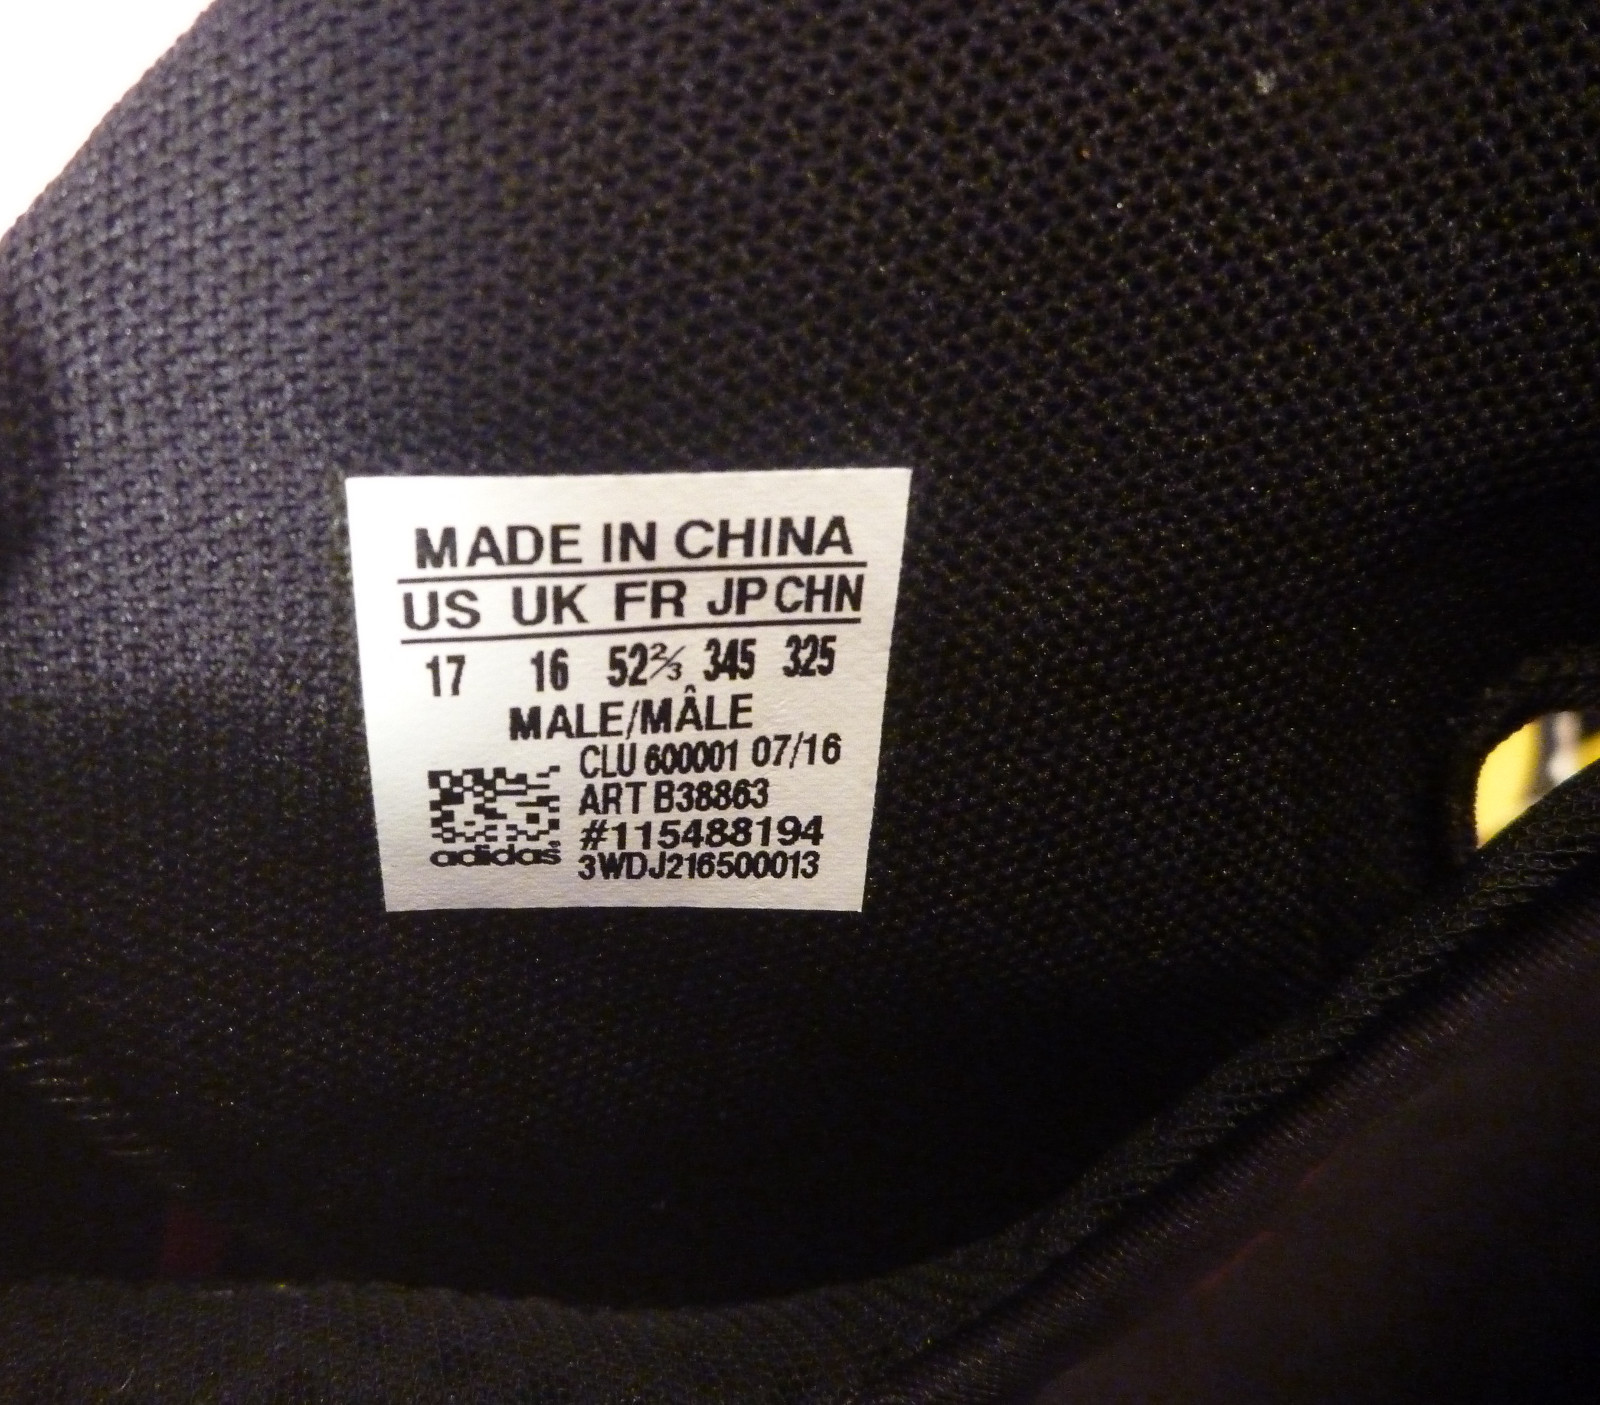 MADE IN CHINA
US UK FR JP CHN
17 16 52⅔ 345 325
MALE/MÂLE
CLU 600001 07/16
ART B38863
#115488194
3WDJ216500013
adidas®